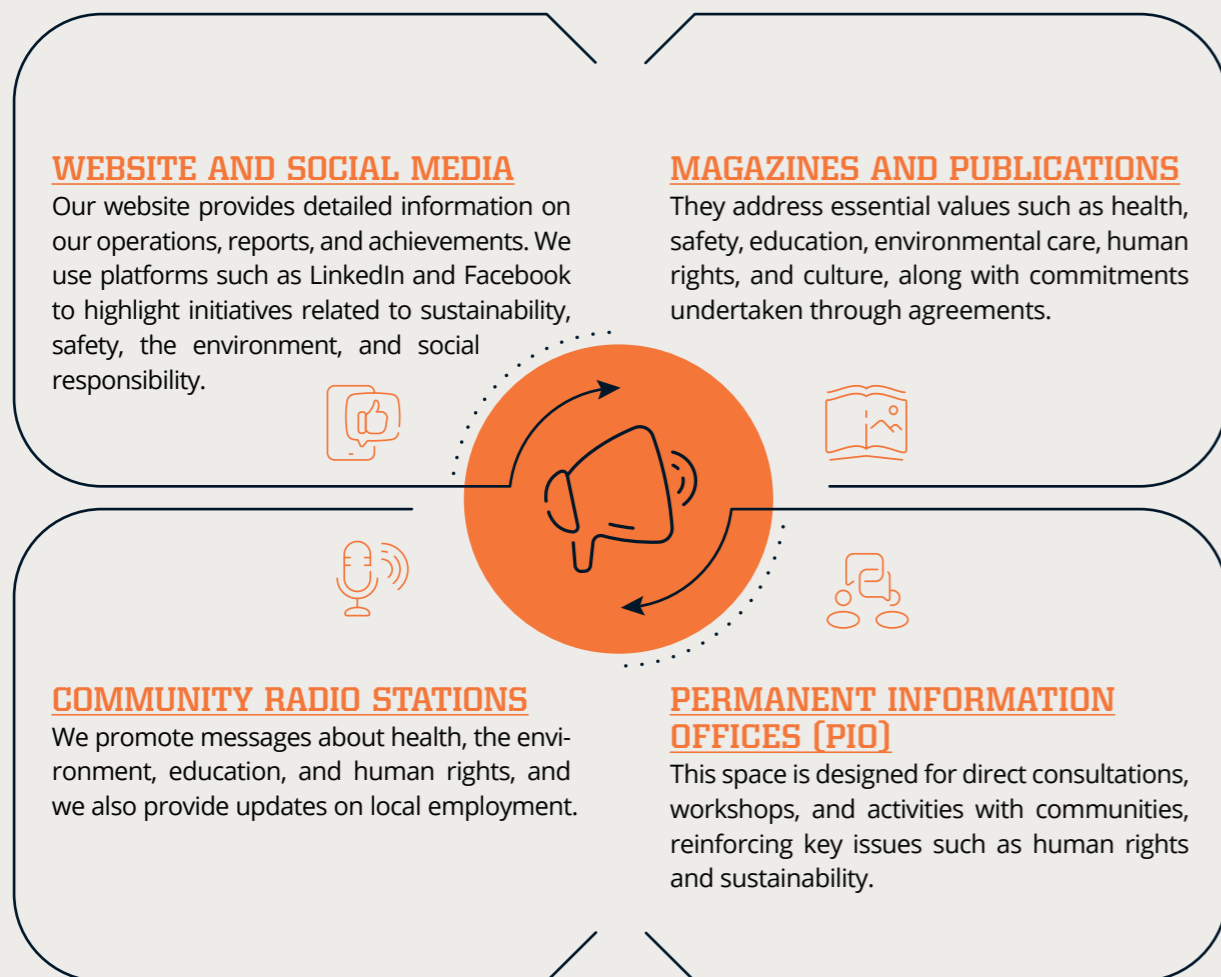 WEBSITE AND SOCIAL MEDIA
Our website provides detailed information on
our operations, reports, and achievements. We
use platforms such as LinkedIn and Facebook
to highlight initiatives related to sustainability,
safety, the environment, and social
responsibility.
MAGAZINES AND PUBLICATIONS
They address essential values such as health,
safety, education, environmental care, human
rights, and culture, along with commitments
undertaken through agreements.
COMMUNITY RADIO STATIONS
We promote messages about health, the envi-
ronment, education, and human rights, and
we also provide updates on local employment.
PERMANENT INFORMATION
OFFICES (PIO)
This space is designed for direct consultations,
workshops, and activities with communities,
reinforcing key issues such as human rights
and sustainability.